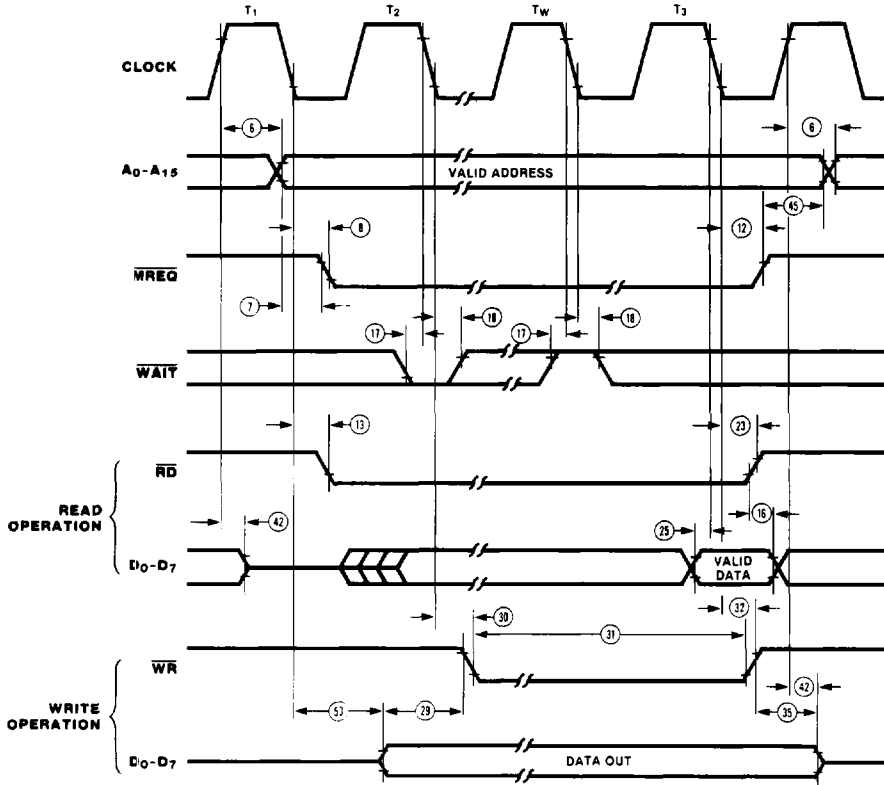 T1 T2 TW T3
CLOCK
6 6
A0-A15 VALID ADDRESS
45
8 12
MREQ
7
17 18 17 18
WAIT
13 23
RD
READ OPERATION
42 25 16
D0-D7 VALID DATA
30 31 32
WR
WRITE OPERATION
53 29 42 35
D0-D7 DATA OUT